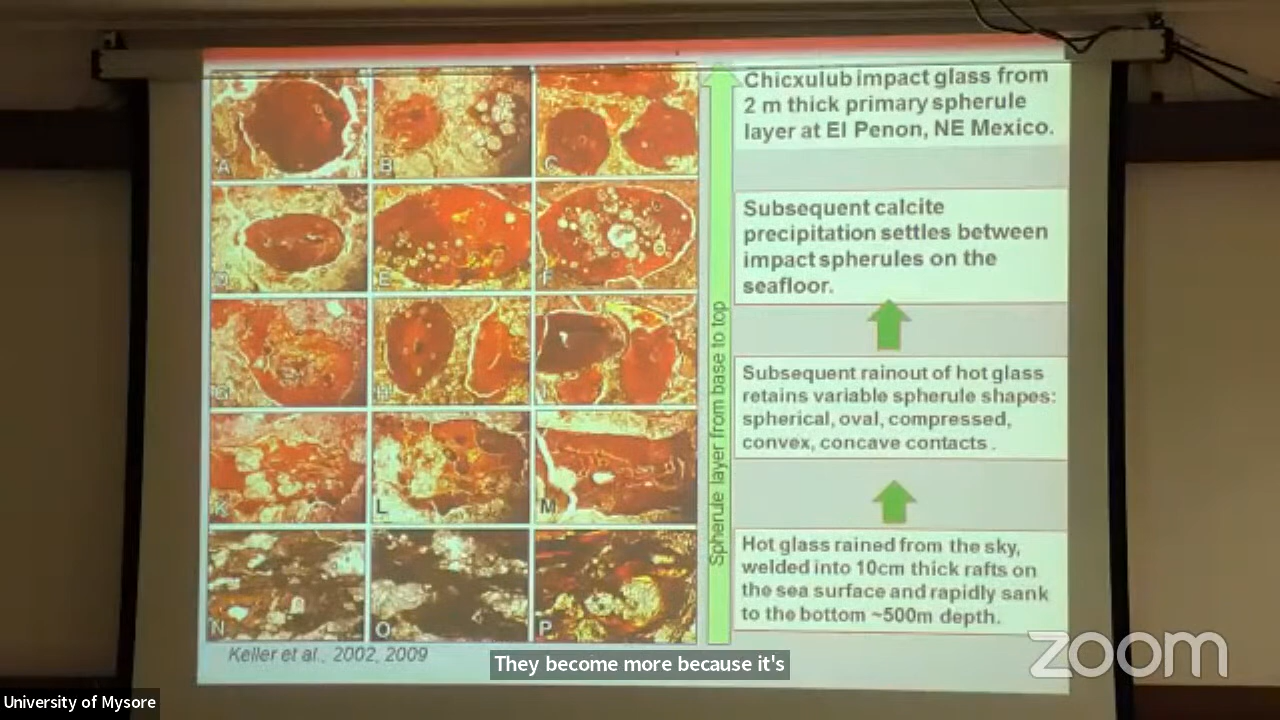 Chicxulub impact glass from
2 m thick primary spherule
layer at El Penon, NE Mexico.
Subsequent calcite
precipitation settles between
impact spherules on the
seafloor.
Subsequent rainout of hot glass
retains variable spherule shapes:
spherical, oval, compressed,
convex, concave contacts .
Hot glass rained from the sky,
welded into 10cm thick rafts on
the sea surface and rapidly sank
to the bottom ~500m depth.
Spherule layer from base to top
A B C
D E F
G H I
K L M
N O P
Keller et al., 2002, 2009
They become more because it's
zoom
University of Mysore